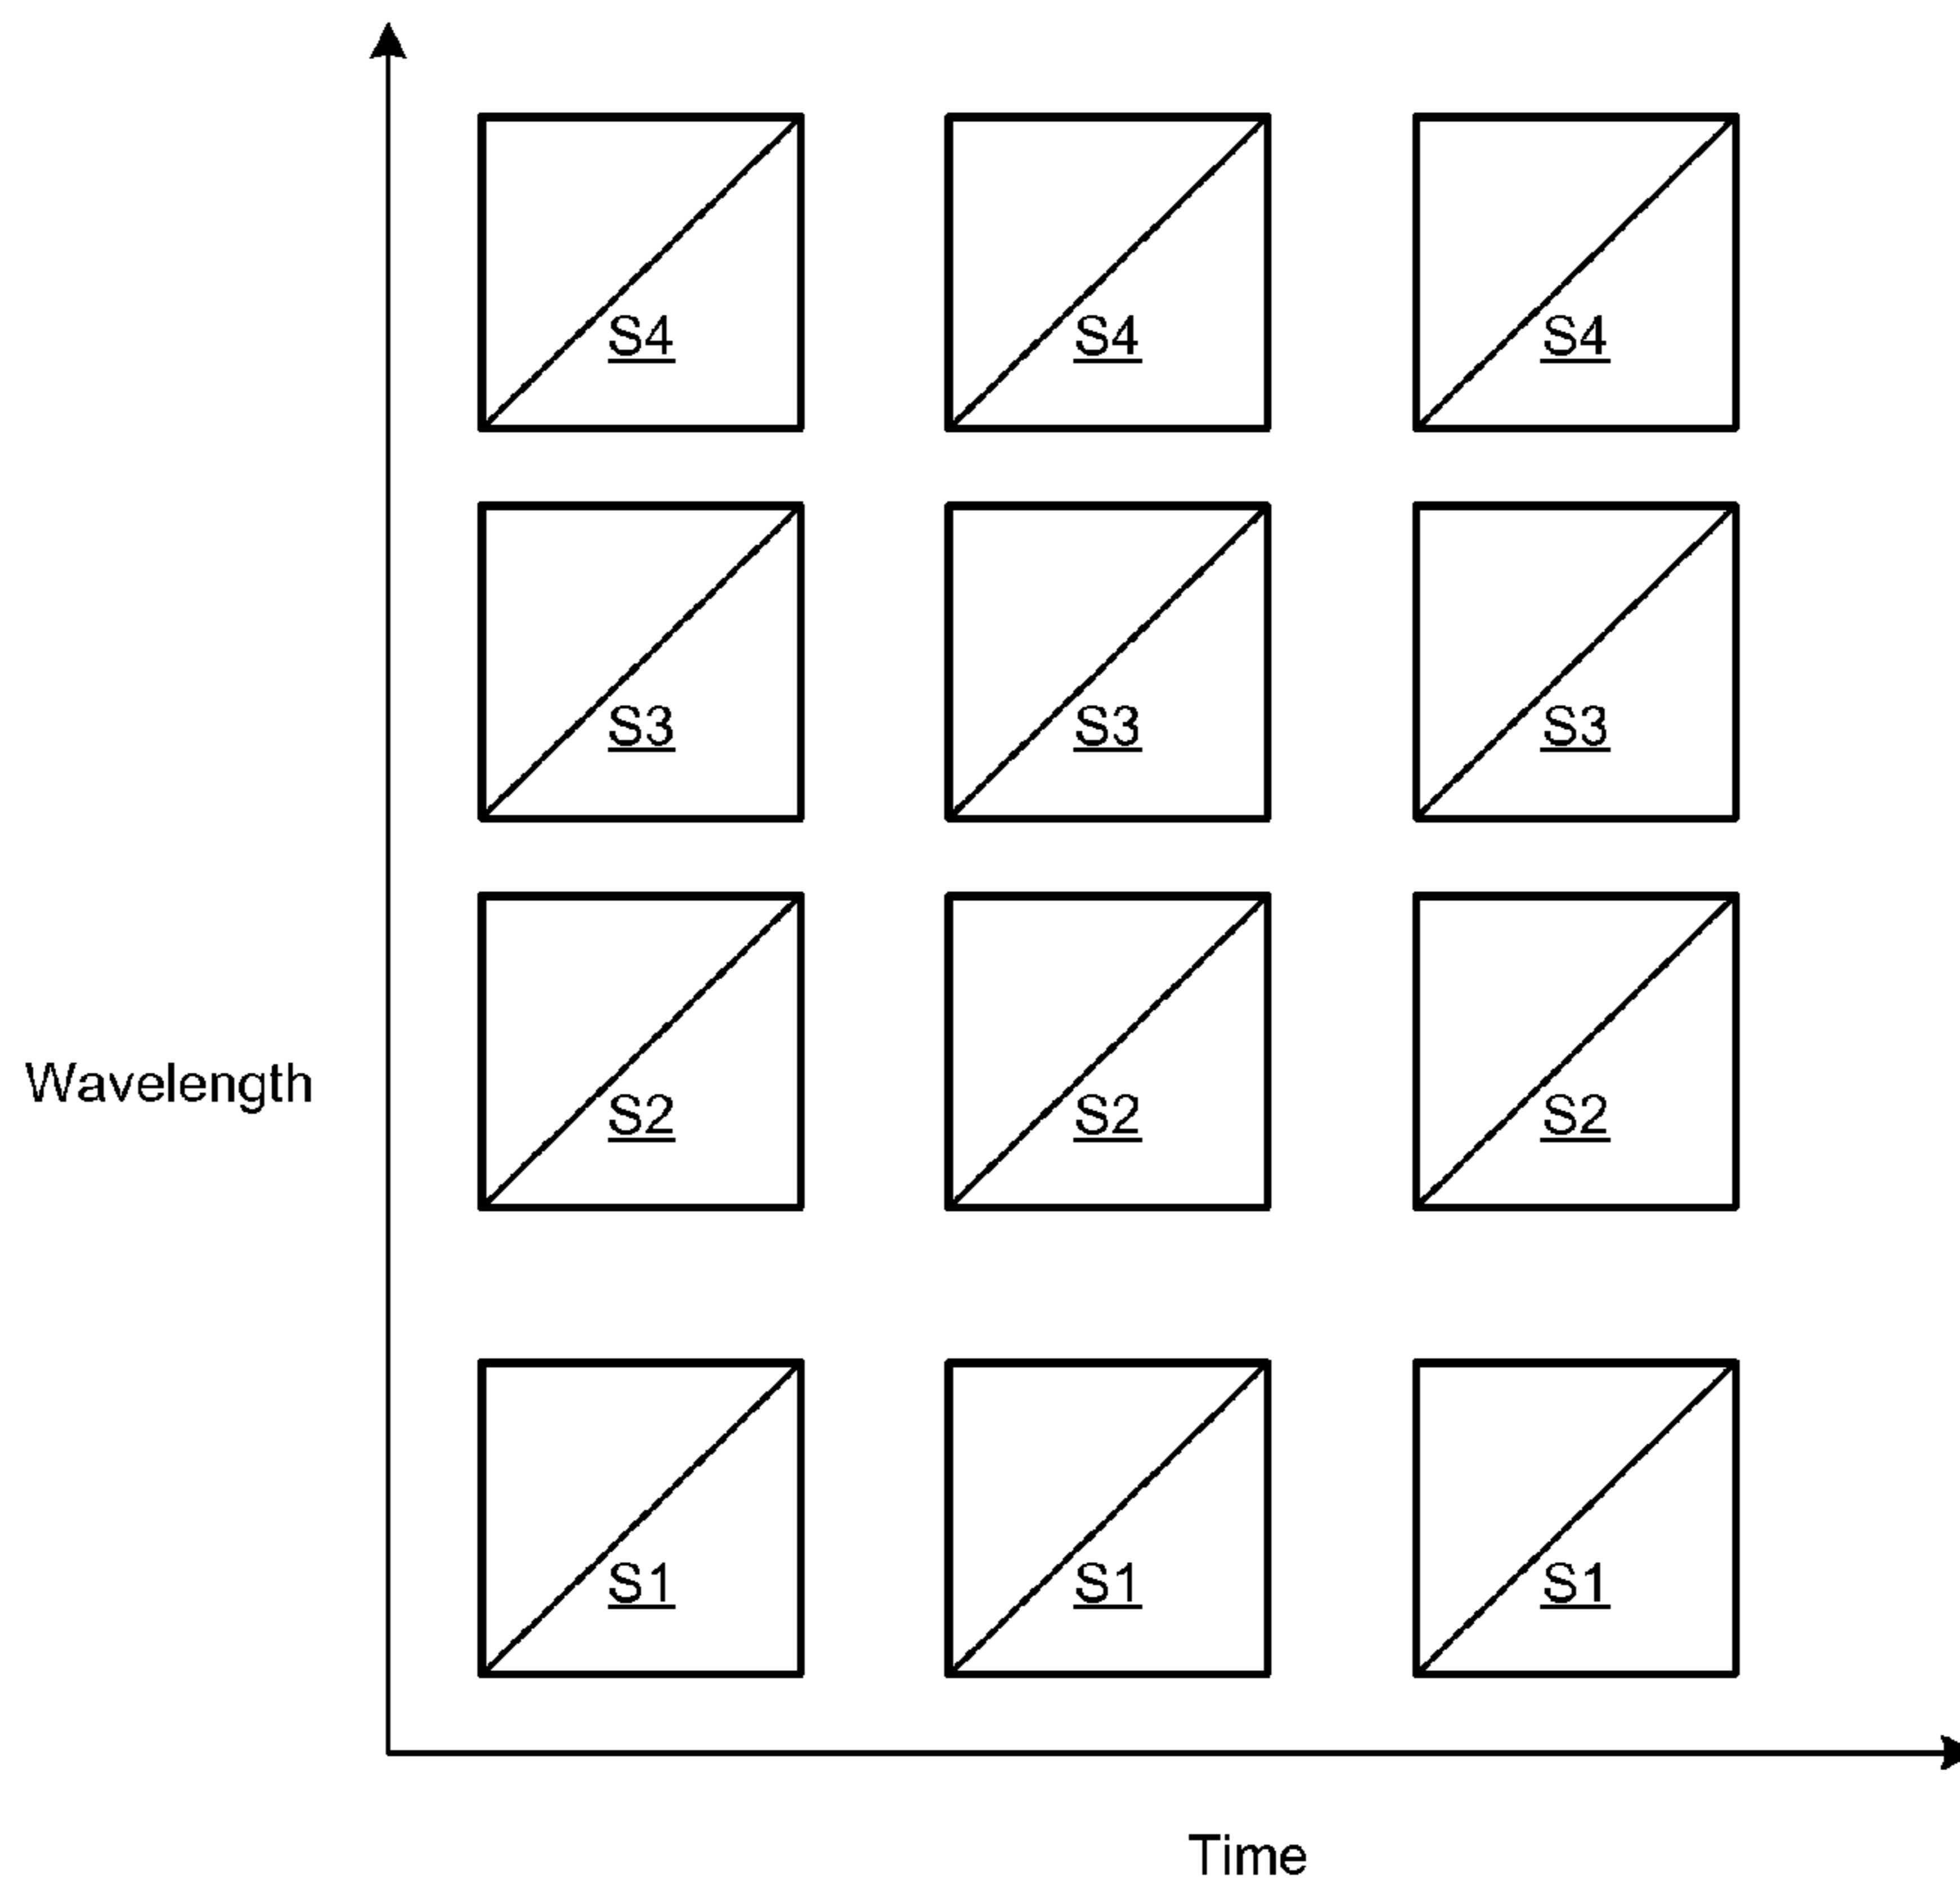 S4 S4 S4
S3 S3 S3
Wavelength
S2 S2 S2
S1 S1 S1
Time